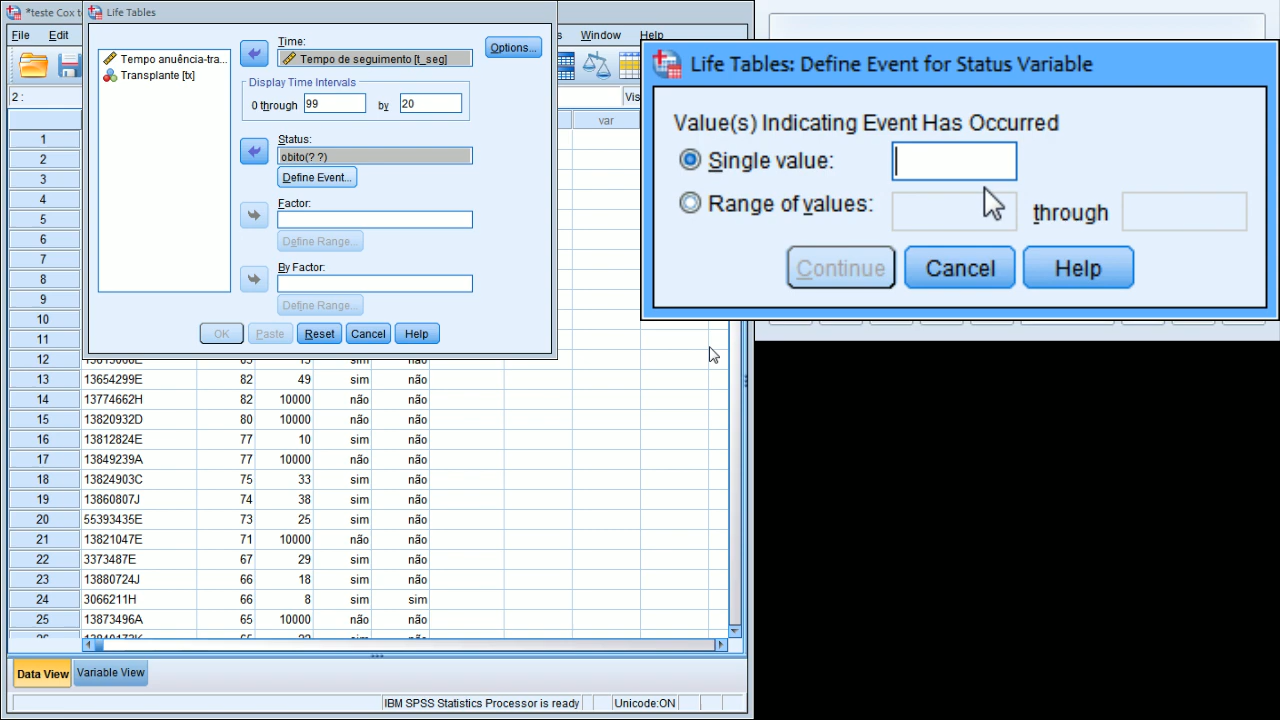 *teste Cox t
Life Tables
File Edit
Window Help
2 :
Vis
var
Tempo anuência-tra...
Transplante [tx]
Time:
Tempo de seguimento [t_seg]
Options...
Display Time Intervals
0 through 99 by 20
Status:
obito(? ?)
Define Event...
Factor:
Define Range...
By Factor:
Define Range...
OK Paste Reset Cancel Help
Life Tables: Define Event for Status Variable
Value(s) Indicating Event Has Occurred
Single value:
Range of values: through
Continue Cancel Help
1
2
3
4
5
6
7
8
9
10
11
12
13 13654299E 82 49 sim não
14 13774662H 82 10000 não não
15 13820932D 80 10000 não não
16 13812824E 77 10 sim não
17 13849239A 77 10000 não não
18 13824903C 75 33 sim não
19 13860807J 74 38 sim não
20 55393435E 73 25 sim não
21 13821047E 71 10000 não não
22 3373487E 67 29 sim não
23 13880724J 66 18 sim não
24 3066211H 66 8 sim sim
25 13873496A 65 10000 não não
Data View Variable View
IBM SPSS Statistics Processor is ready Unicode:ON